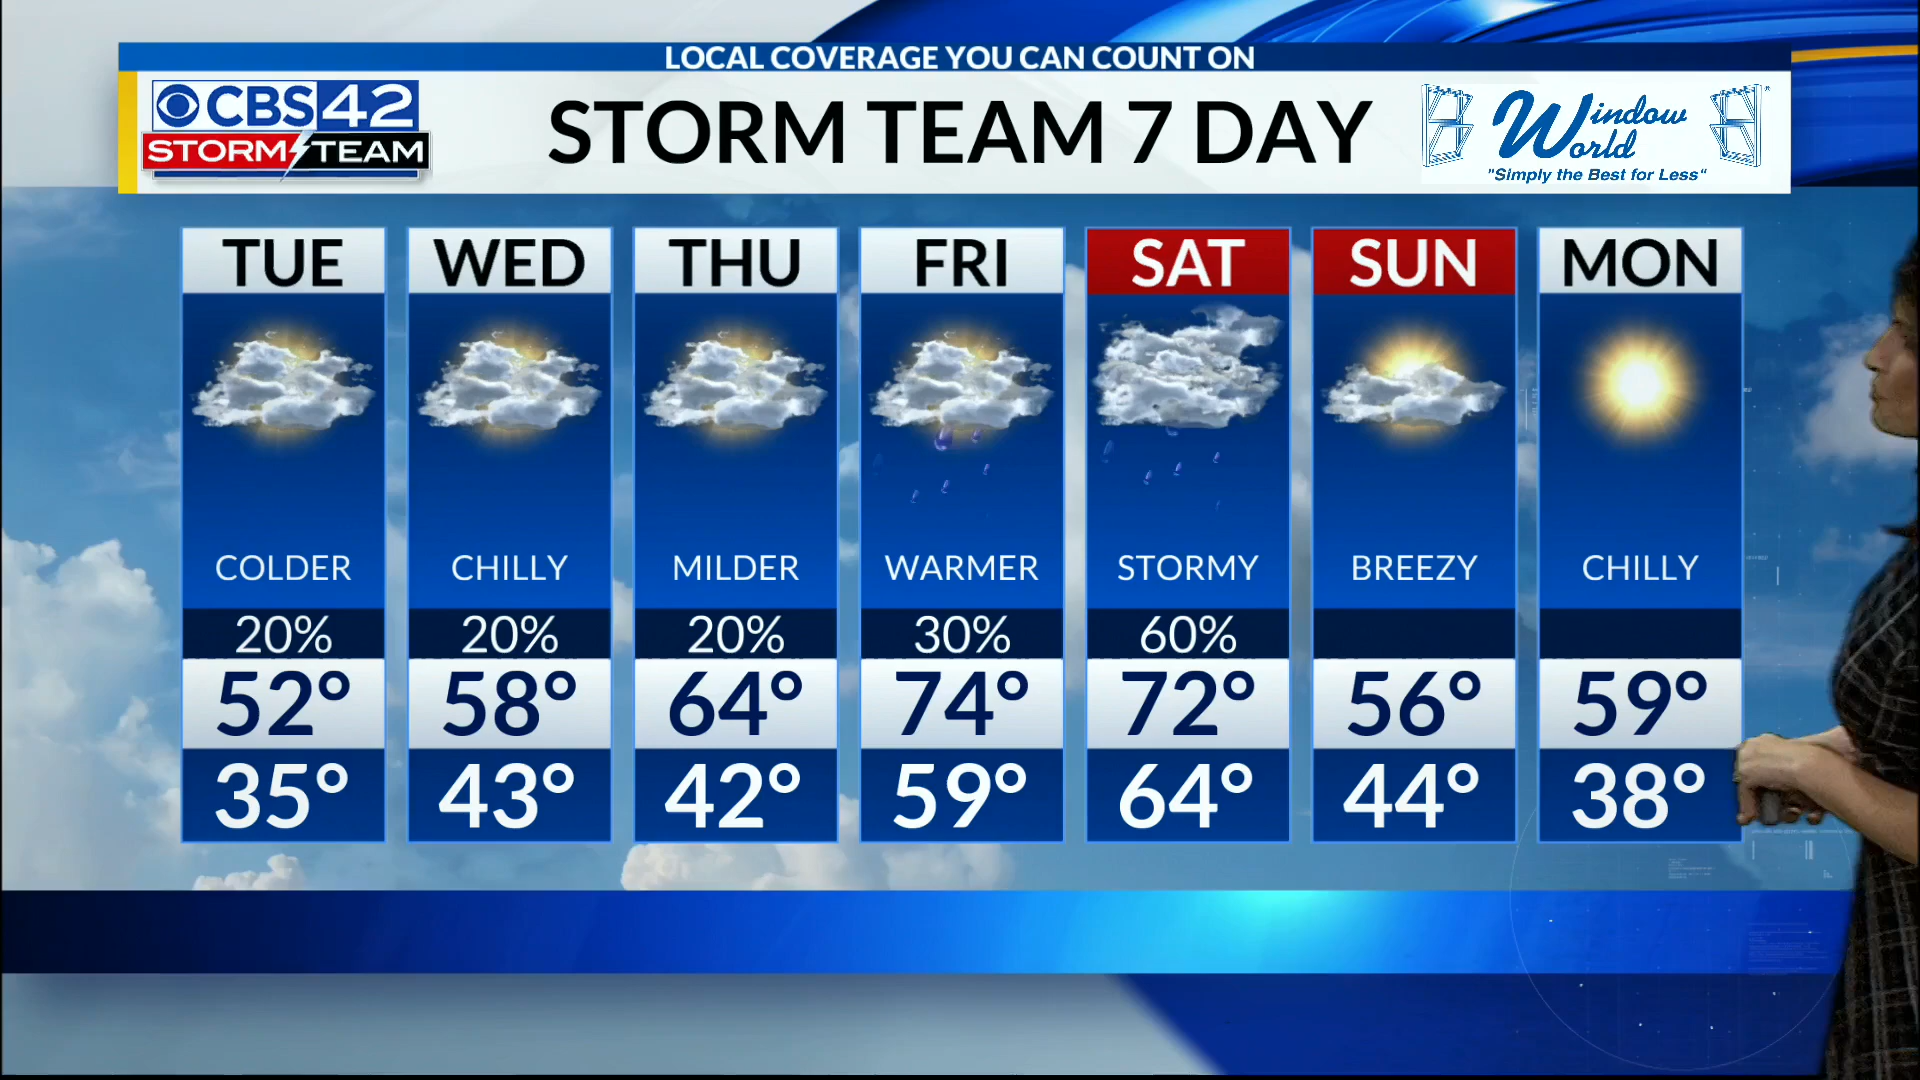 LOCAL COVERAGE YOU CAN COUNT ON
CBS 42
STORM TEAM
STORM TEAM 7 DAY
Window World
"Simply the Best for Less"
TUE WED THU FRI SAT SUN MON
COLDER CHILLY MILDER WARMER STORMY BREEZY CHILLY
20% 20% 20% 30% 60%
52° 58° 64° 74° 72° 56° 59°
35° 43° 42° 59° 64° 44° 38°